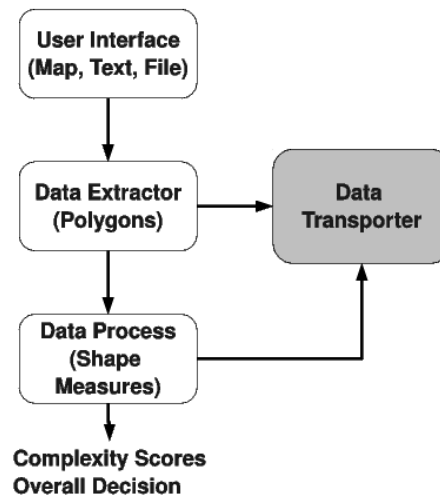 User Interface
(Map, Text, File)
Data Extractor
(Polygons)
Data
Transporter
Data Process
(Shape
Measures)
Complexity Scores
Overall Decision